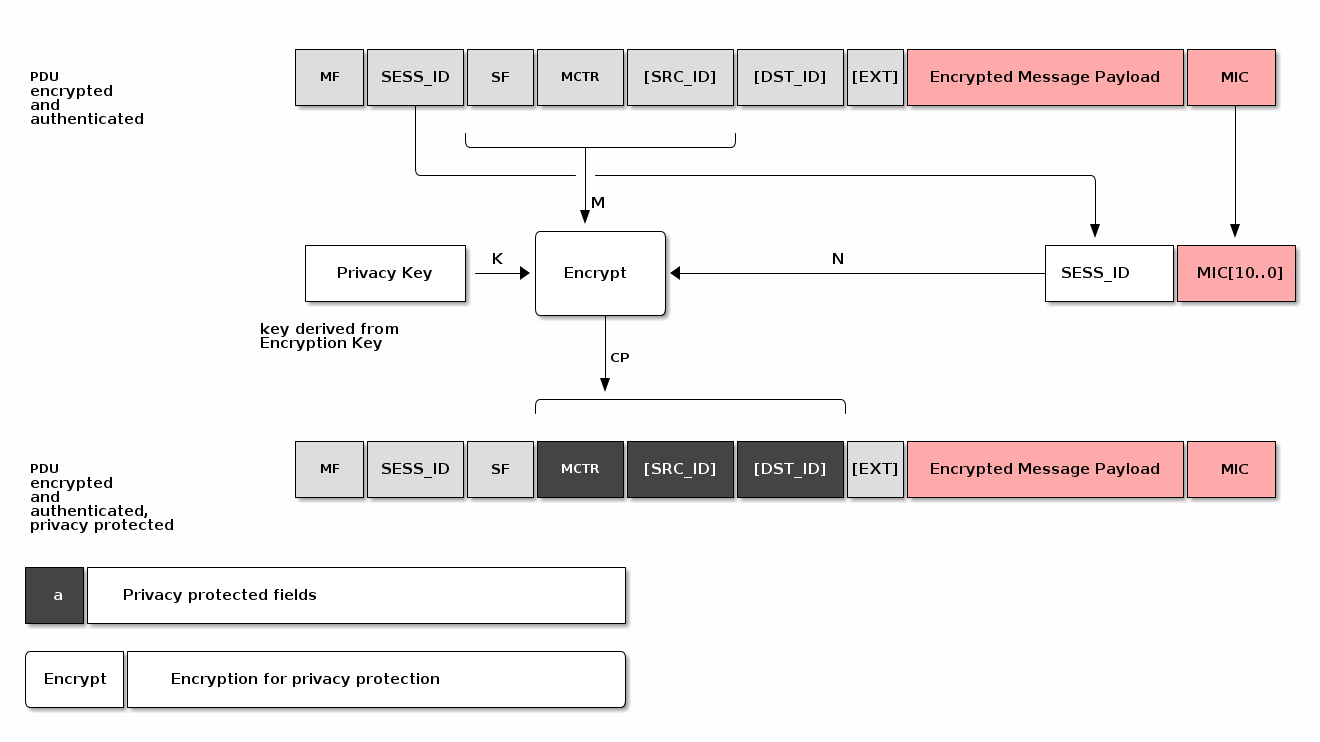 MF SESS_ID SF MCTR [SRC_ID] [DST_ID] [EXT] Encrypted Message Payload MIC
PDU
encrypted
and
authenticated
M
K
N
Privacy Key
Encrypt
SESS_ID
MIC[10..0]
key derived from
Encryption Key
CP
MF SESS_ID SF MCTR [SRC_ID] [DST_ID] [EXT] Encrypted Message Payload MIC
PDU
encrypted
and
authenticated,
privacy protected
a Privacy protected fields
Encrypt Encryption for privacy protection